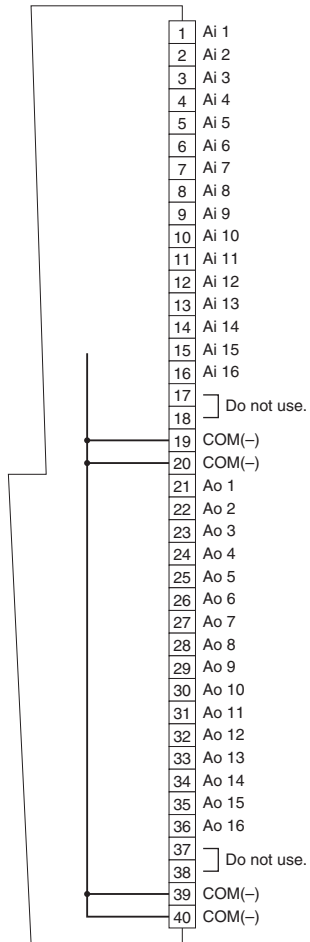 1 Ai 1
2 Ai 2
3 Ai 3
4 Ai 4
5 Ai 5
6 Ai 6
7 Ai 7
8 Ai 8
9 Ai 9
10 Ai 10
11 Ai 11
12 Ai 12
13 Ai 13
14 Ai 14
15 Ai 15
16 Ai 16
17
Do not use.
18
19 COM(–)
20 COM(–)
21 Ao 1
22 Ao 2
23 Ao 3
24 Ao 4
25 Ao 5
26 Ao 6
27 Ao 7
28 Ao 8
29 Ao 9
30 Ao 10
31 Ao 11
32 Ao 12
33 Ao 13
34 Ao 14
35 Ao 15
36 Ao 16
37
Do not use.
38
39 COM(–)
40 COM(–)